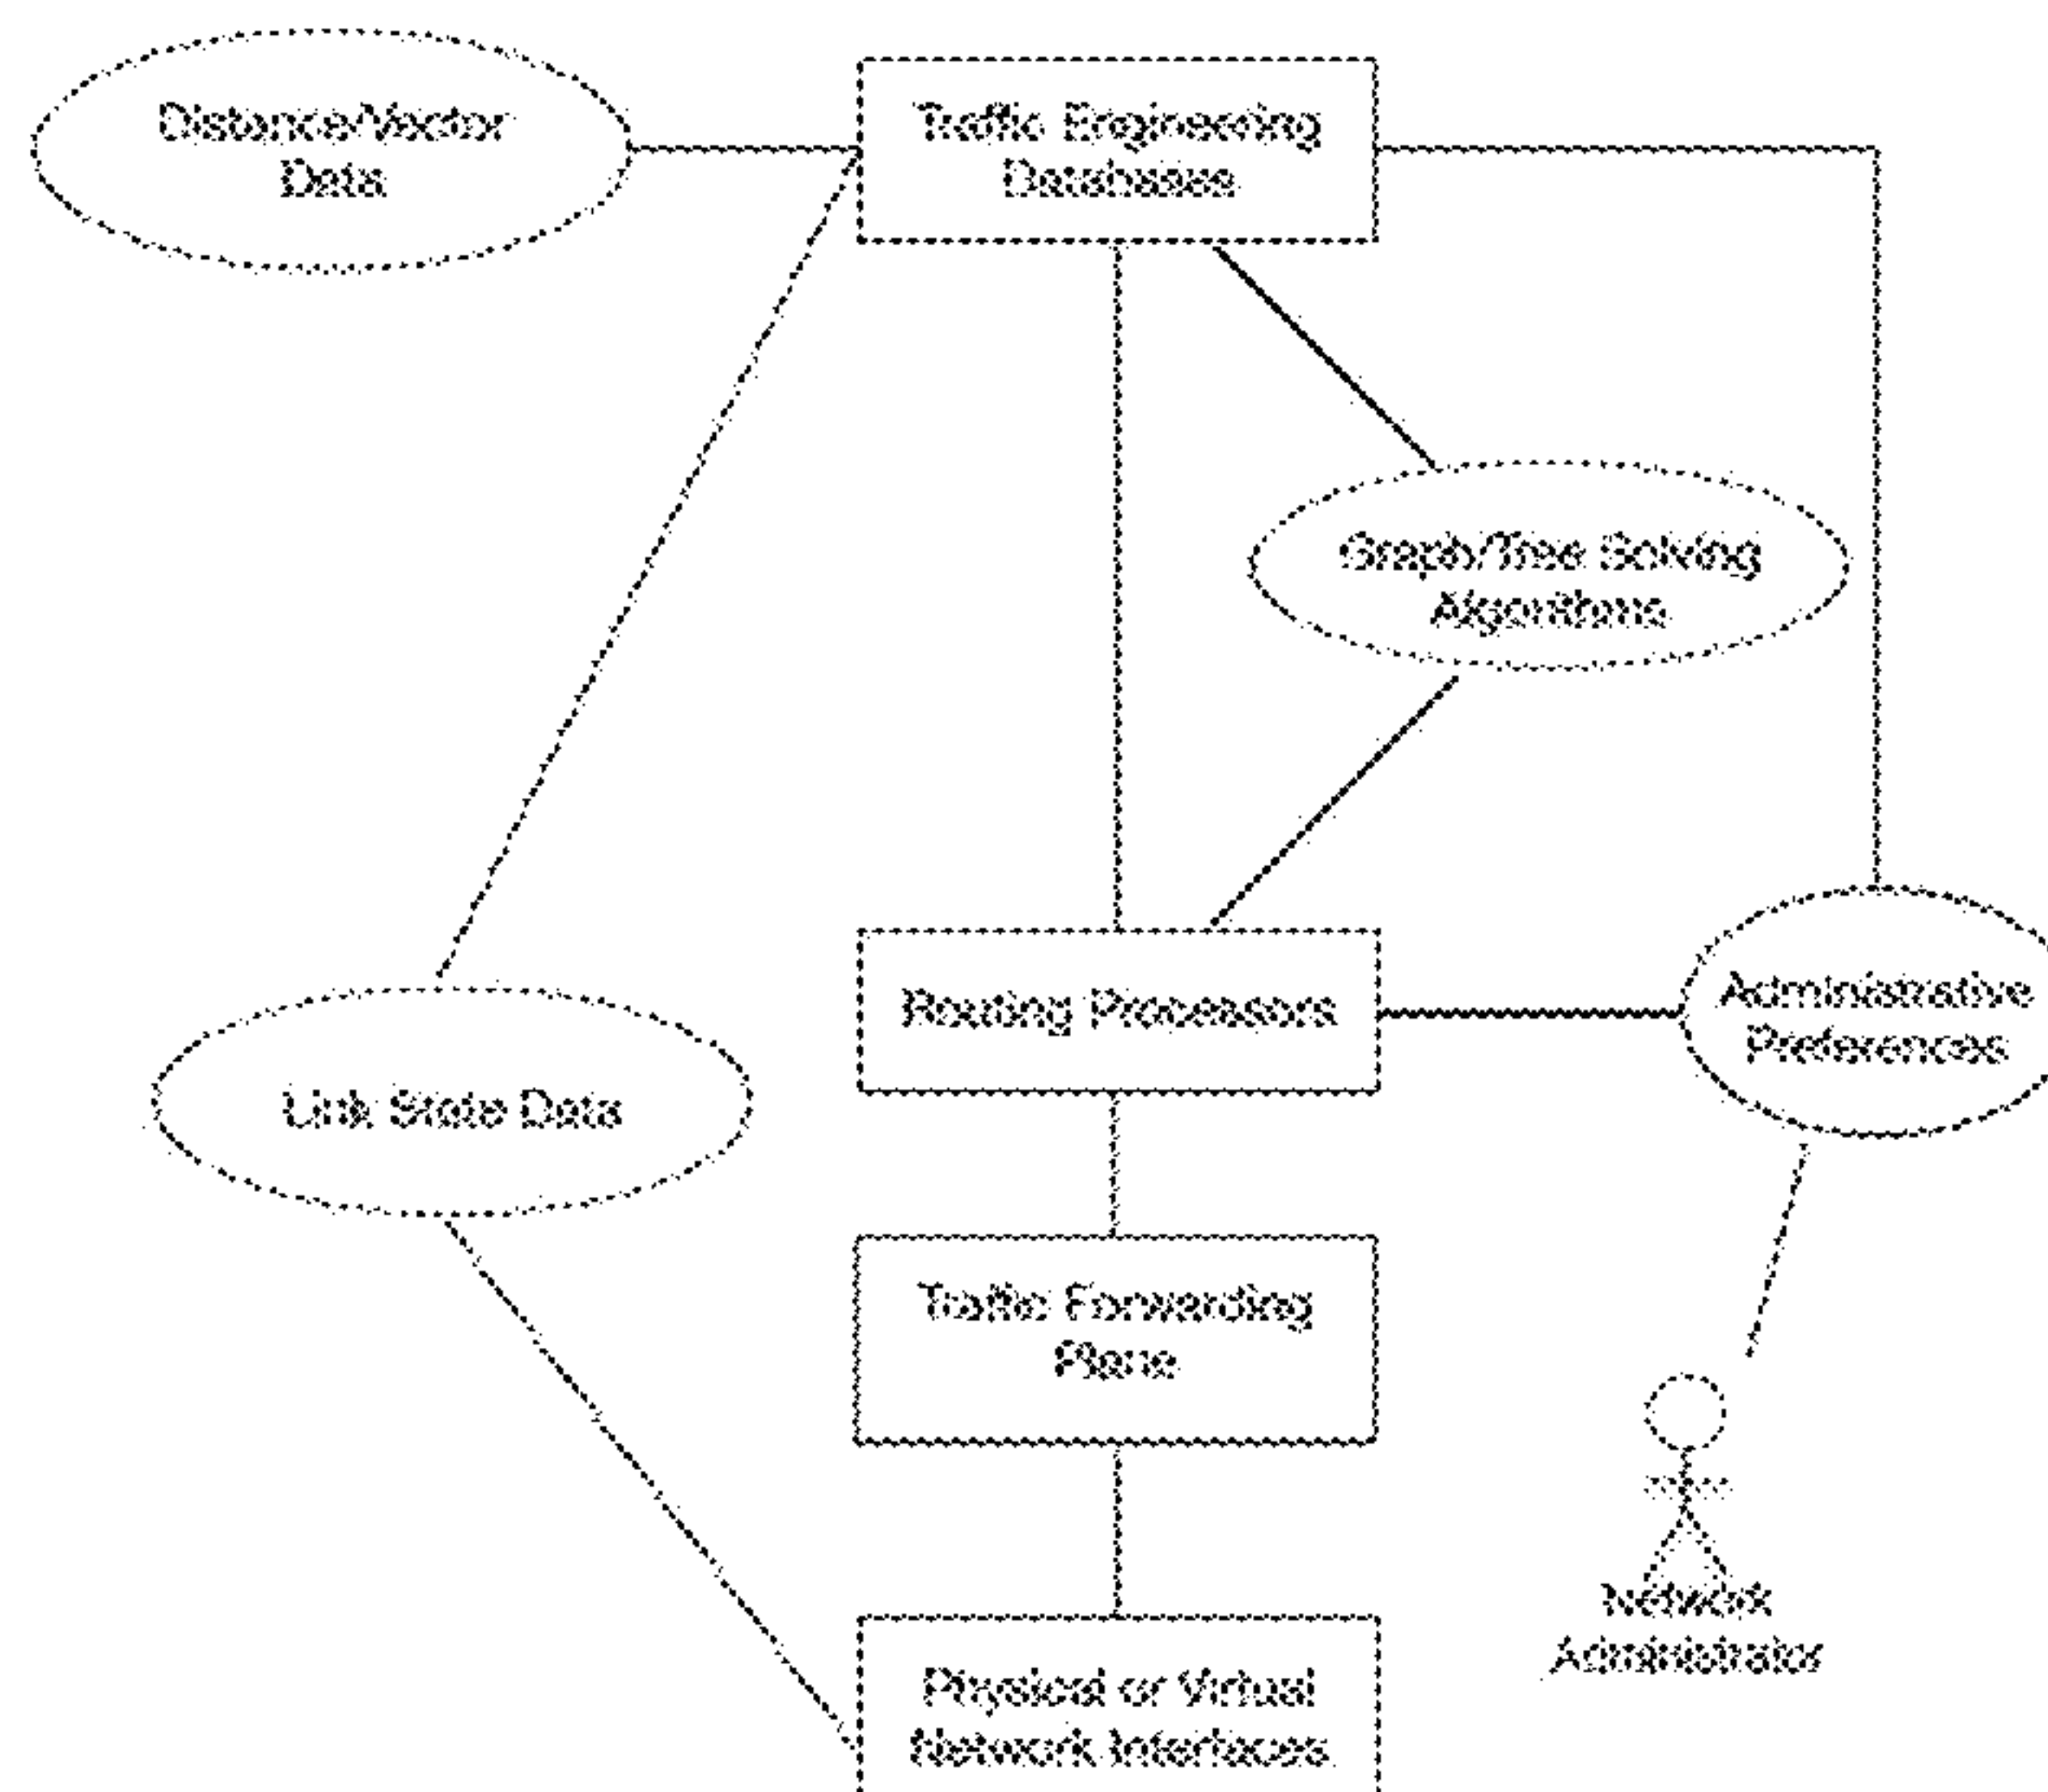 Distance/Vector
Data
Traffic Engineering
Databases
Graph/Tree Solving
Algorithms
Routing Processors
Administrative
Preferences
Link State Data
Traffic Forwarding
Plane
Network
Administrator
Physical or Virtual
Network Interfaces